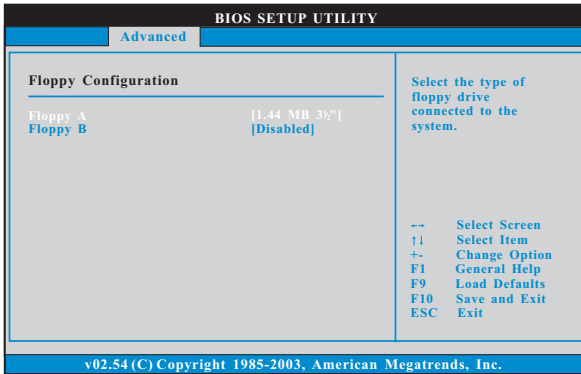 BIOS SETUP UTILITY
Advanced
Floppy Configuration
Floppy A [1.44 MB 3½"]
Floppy B [Disabled]
Select the type of
floppy drive
connected to the
system.
←→ Select Screen
↑↓ Select Item
+- Change Option
F1 General Help
F9 Load Defaults
F10 Save and Exit
ESC Exit
v02.54 (C) Copyright 1985-2003, American Megatrends, Inc.